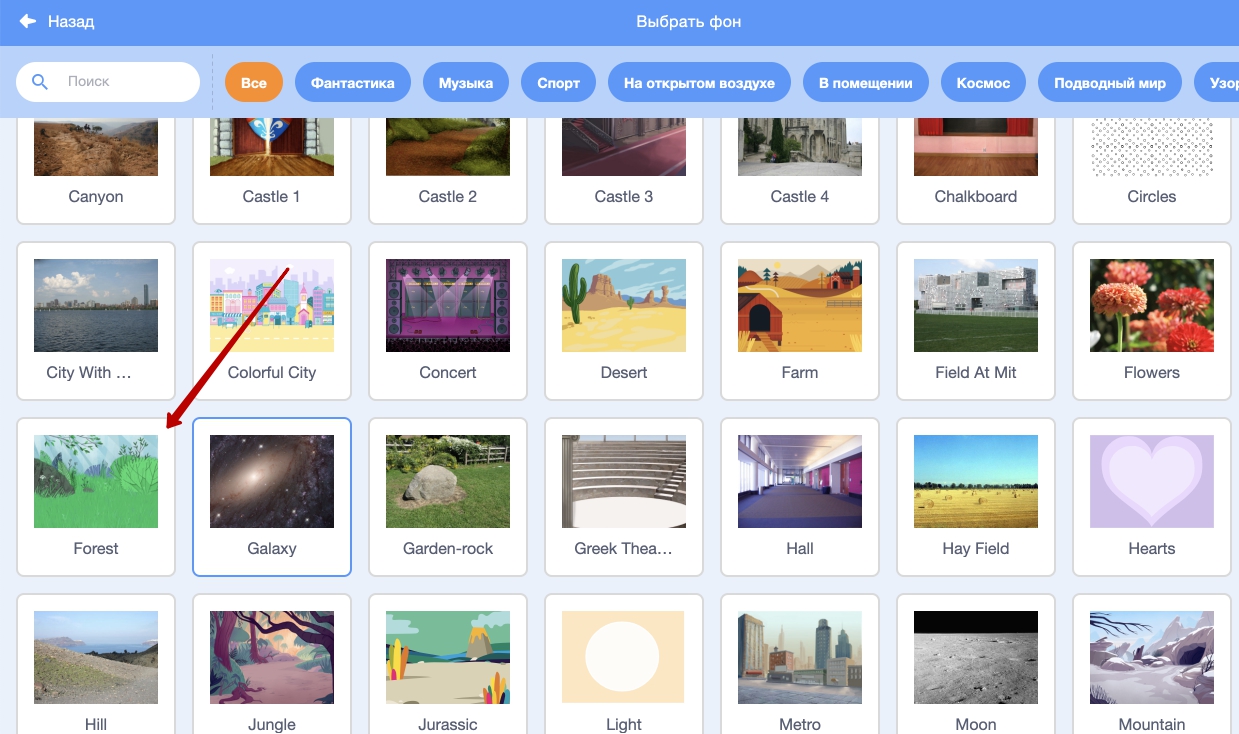 Назад
Выбрать фон
Поиск
Все
Фантастика
Музыка
Спорт
На открытом воздухе
В помещении
Космос
Подводный мир
Canyon
Castle 1
Castle 2
Castle 3
Castle 4
Chalkboard
Circles
City With …
Colorful City
Concert
Desert
Farm
Field At Mit
Flowers
Forest
Galaxy
Garden-rock
Greek Thea…
Hall
Hay Field
Hearts
Hill
Jungle
Jurassic
Light
Metro
Moon
Mountain